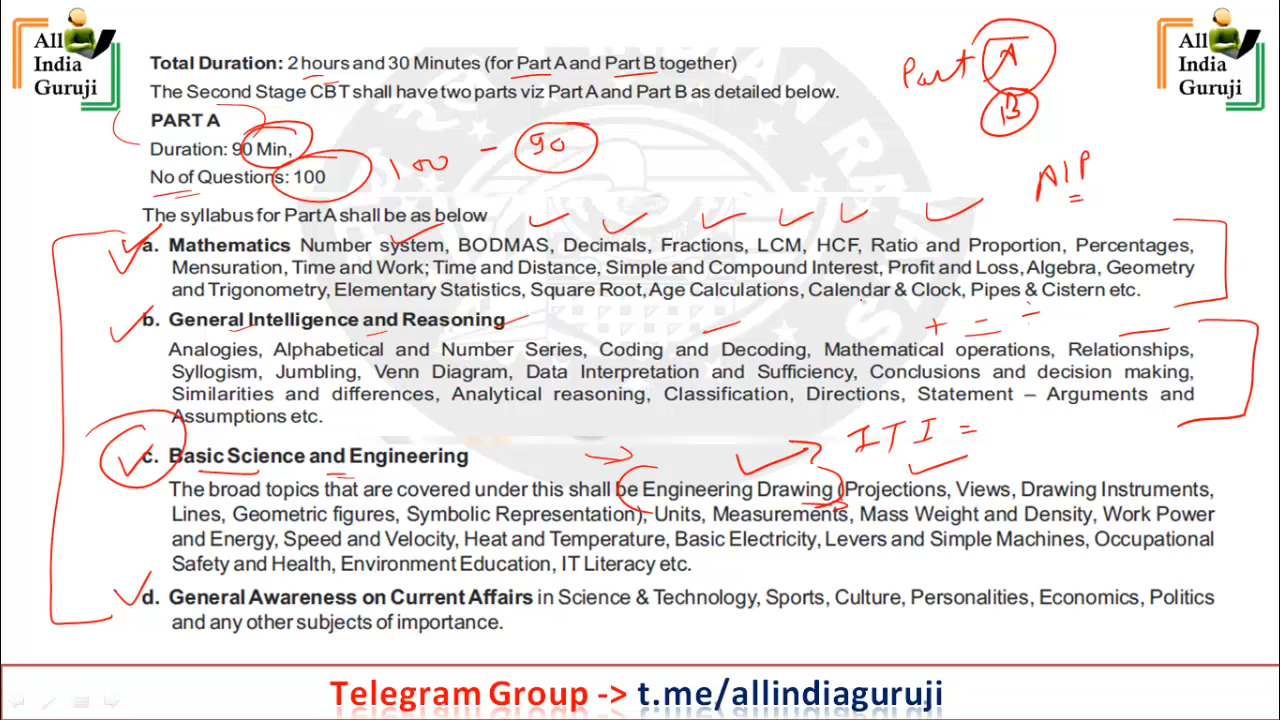 All
India
Guruji
All
India
Guruji
Part A
B
Total Duration: 2 hours and 30 Minutes (for Part A and Part B together)
The Second Stage CBT shall have two parts viz Part A and Part B as detailed below.
PART A
Duration: 90 Min,
100 - 90
No of Questions: 100
A/P
The syllabus for Part A shall be as below
a. Mathematics Number system, BODMAS, Decimals, Fractions, LCM, HCF, Ratio and Proportion, Percentages,
Mensuration, Time and Work; Time and Distance, Simple and Compound Interest, Profit and Loss, Algebra, Geometry
and Trigonometry, Elementary Statistics, Square Root, Age Calculations, Calendar & Clock, Pipes & Cistern etc.
b. General Intelligence and Reasoning
+ = ÷
Analogies, Alphabetical and Number Series, Coding and Decoding, Mathematical operations, Relationships,
Syllogism, Jumbling, Venn Diagram, Data Interpretation and Sufficiency, Conclusions and decision making,
Similarities and differences, Analytical reasoning, Classification, Directions, Statement – Arguments and
Assumptions etc.
ITI =
c. Basic Science and Engineering
The broad topics that are covered under this shall be Engineering Drawing (Projections, Views, Drawing Instruments,
Lines, Geometric figures, Symbolic Representation), Units, Measurements, Mass Weight and Density, Work Power
and Energy, Speed and Velocity, Heat and Temperature, Basic Electricity, Levers and Simple Machines, Occupational
Safety and Health, Environment Education, IT Literacy etc.
d. General Awareness on Current Affairs in Science & Technology, Sports, Culture, Personalities, Economics, Politics
and any other subjects of importance.
Telegram Group -> t.me/allindiaguruji